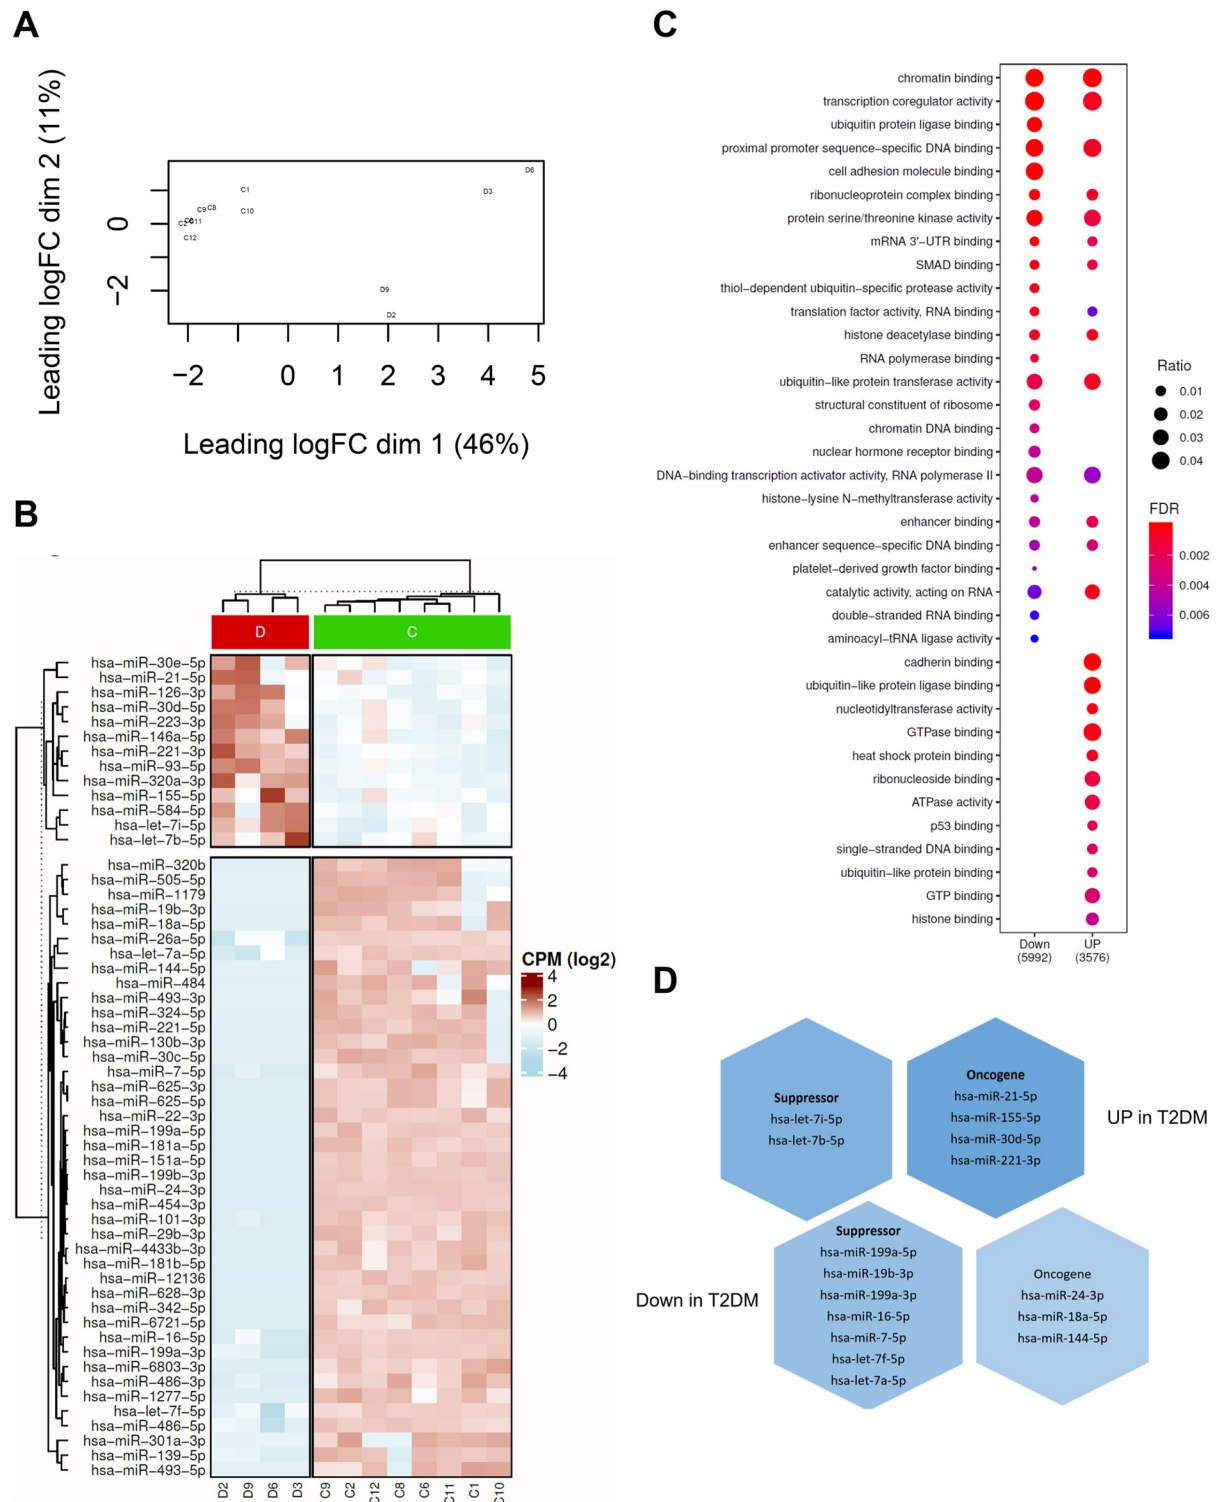 A
Leading logFC dim 2 (11%)
0
−2
D6
D3
C1
C9
C8
C10
C2
C11
C12
D9
D2
−2
0
1
2
3
4
5
Leading logFC dim 1 (46%)
B
D
C
hsa−miR−30e−5p
hsa−miR−21−5p
hsa−miR−126−3p
hsa−miR−30d−5p
hsa−miR−223−3p
hsa−miR−146a−5p
hsa−miR−221−3p
hsa−miR−93−5p
hsa−miR−320a−3p
hsa−miR−155−5p
hsa−miR−584−5p
hsa−let−7i−5p
hsa−let−7b−5p
hsa−miR−320b
hsa−miR−505−5p
hsa−miR−1179
hsa−miR−19b−3p
hsa−miR−18a−5p
hsa−miR−26a−5p
hsa−let−7a−5p
hsa−miR−144−5p
hsa−miR−484
hsa−miR−493−3p
hsa−miR−324−5p
hsa−miR−221−5p
hsa−miR−130b−3p
hsa−miR−30c−5p
hsa−miR−7−5p
hsa−miR−625−3p
hsa−miR−625−5p
hsa−miR−22−3p
hsa−miR−199a−5p
hsa−miR−181a−5p
hsa−miR−151a−5p
hsa−miR−199b−3p
hsa−miR−24−3p
hsa−miR−454−3p
hsa−miR−101−3p
hsa−miR−29b−3p
hsa−miR−4433b−3p
hsa−miR−181b−5p
hsa−miR−12136
hsa−miR−628−3p
hsa−miR−342−5p
hsa−miR−6721−5p
hsa−miR−16−5p
hsa−miR−199a−3p
hsa−miR−6803−3p
hsa−miR−486−3p
hsa−miR−1277−5p
hsa−let−7f−5p
hsa−miR−486−5p
hsa−miR−301a−3p
hsa−miR−139−5p
hsa−miR−493−5p
D2
D9
D6
D3
C9
C2
C12
C8
C6
C11
C1
C10
CPM (log2)
4
2
0
−2
−4
C
chromatin binding
transcription coregulator activity
ubiquitin protein ligase binding
proximal promoter sequence−specific DNA binding
cell adhesion molecule binding
ribonucleoprotein complex binding
protein serine/threonine kinase activity
mRNA 3'−UTR binding
SMAD binding
thiol−dependent ubiquitin−specific protease activity
translation factor activity, RNA binding
histone deacetylase binding
RNA polymerase binding
ubiquitin−like protein transferase activity
structural constituent of ribosome
chromatin DNA binding
nuclear hormone receptor binding
DNA−binding transcription activator activity, RNA polymerase II
histone−lysine N−methyltransferase activity
enhancer binding
enhancer sequence−specific DNA binding
platelet−derived growth factor binding
catalytic activity, acting on RNA
double−stranded RNA binding
aminoacyl−tRNA ligase activity
cadherin binding
ubiquitin−like protein ligase binding
nucleotidyltransferase activity
GTPase binding
heat shock protein binding
ribonucleoside binding
ATPase activity
p53 binding
single−stranded DNA binding
ubiquitin−like protein binding
GTP binding
histone binding
Down
(5992)
UP
(3576)
Ratio
0.01
0.02
0.03
0.04
FDR
0.002
0.004
0.006
D
Suppressor
hsa-let-7i-5p
hsa-let-7b-5p
Oncogene
hsa-miR-21-5p
hsa-miR-155-5p
hsa-miR-30d-5p
hsa-miR-221-3p
UP in T2DM
Down in T2DM
Suppressor
hsa-miR-199a-5p
hsa-miR-19b-3p
hsa-miR-199a-3p
hsa-miR-16-5p
hsa-miR-7-5p
hsa-let-7f-5p
hsa-let-7a-5p
Oncogene
hsa-miR-24-3p
hsa-miR-18a-5p
hsa-miR-144-5p